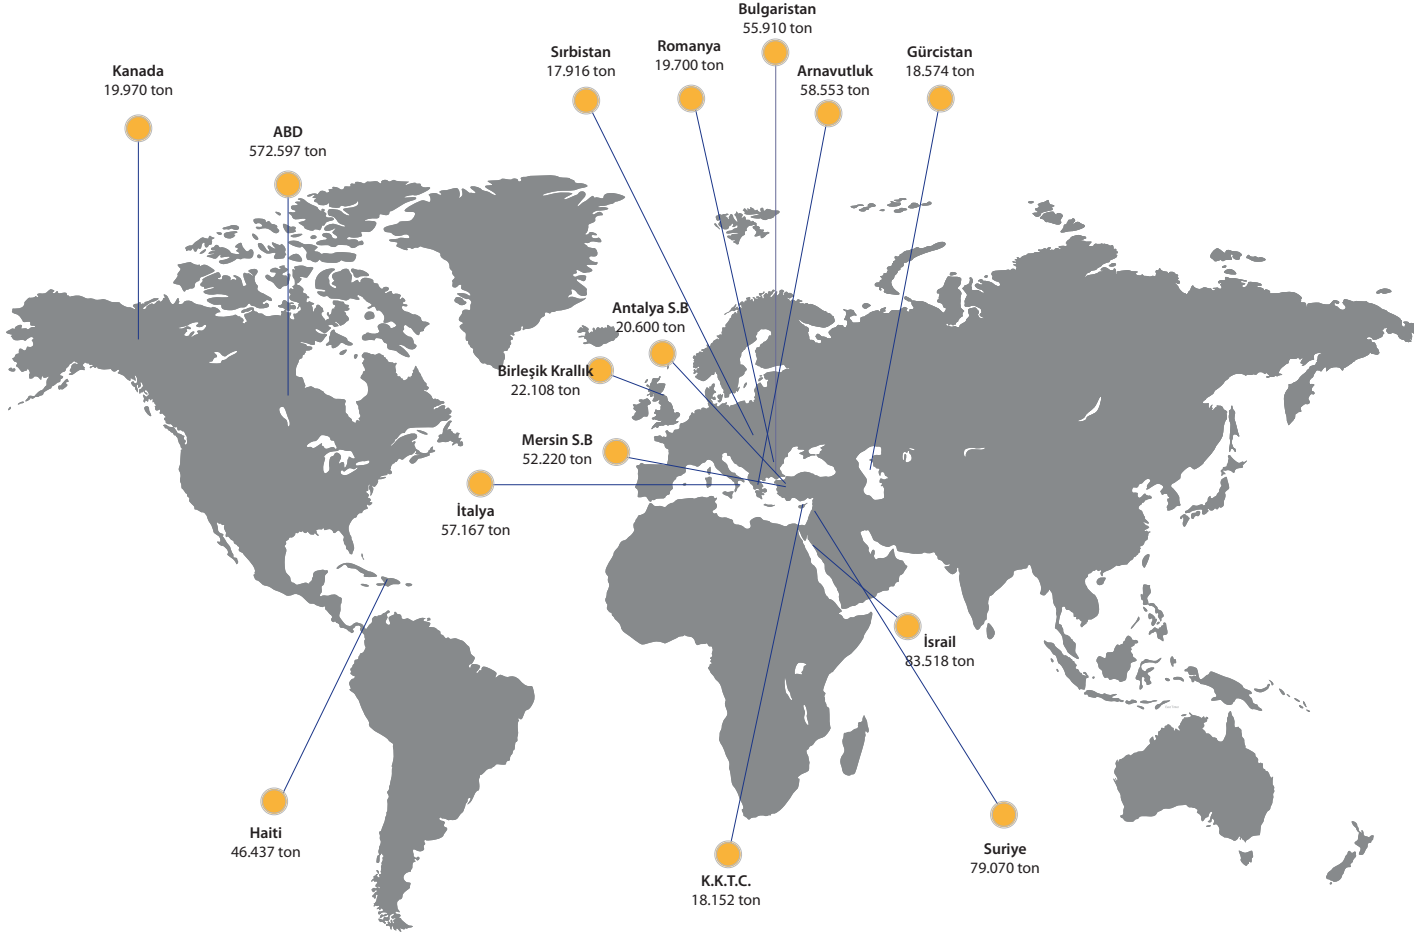 Bulgaristan
55.910 ton
Sırbistan
17.916 ton
Romanya
19.700 ton
Arnavutluk
58.553 ton
Gürcistan
18.574 ton
Kanada
19.970 ton
ABD
572.597 ton
Antalya S.B
20.600 ton
Birleşik Krallık
22.108 ton
Mersin S.B
52.220 ton
İtalya
57.167 ton
İsrail
83.518 ton
Haiti
46.437 ton
Suriye
79.070 ton
K.K.T.C.
18.152 ton